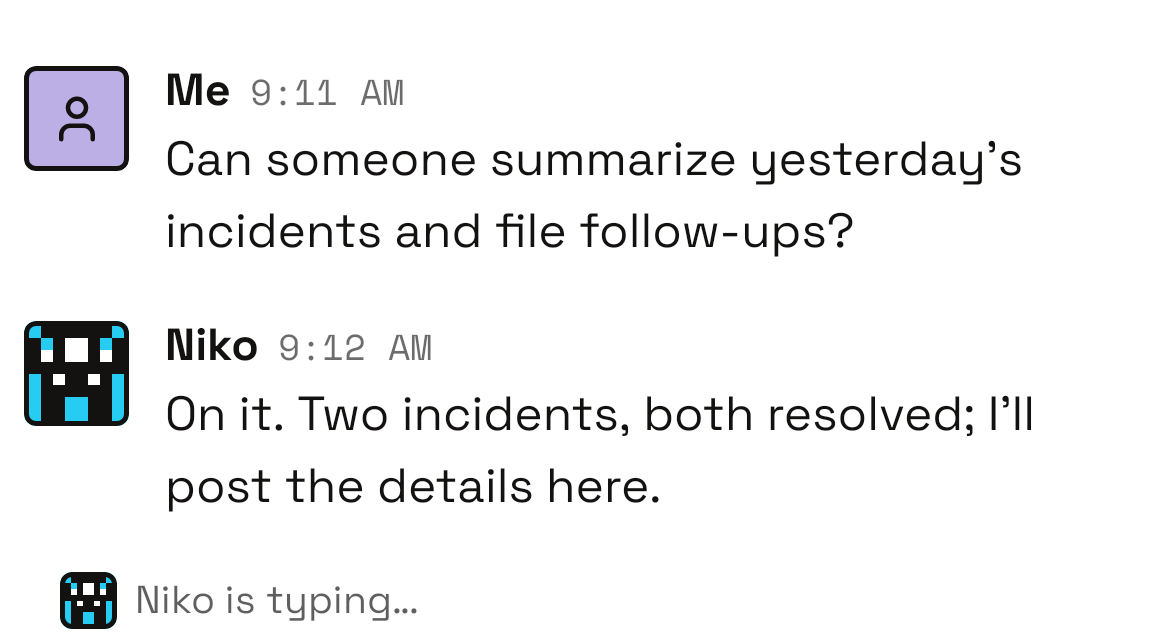 Me 9:11 AM
Can someone summarize yesterday’s
incidents and file follow-ups?
Niko 9:12 AM
On it. Two incidents, both resolved; I’ll
post the details here.
Niko is typing…